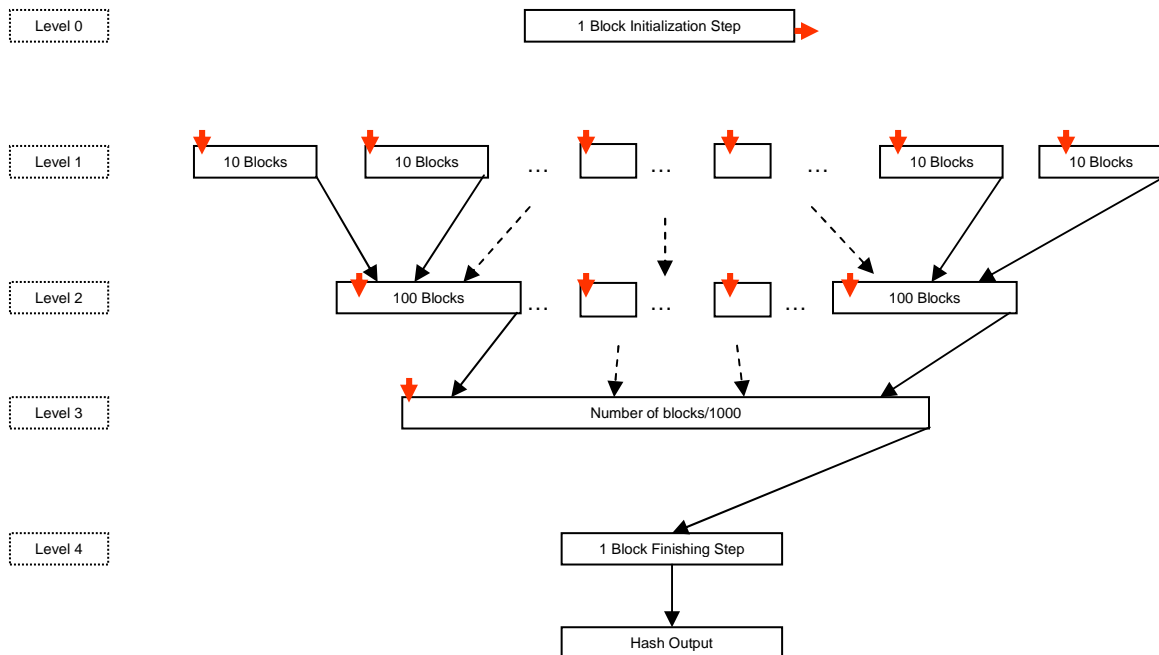 Level 0
1 Block Initialization Step
Level 1
10 Blocks
10 Blocks
...
...
...
10 Blocks
10 Blocks
Level 2
100 Blocks
...
...
...
100 Blocks
Level 3
Number of blocks/1000
Level 4
1 Block Finishing Step
Hash Output